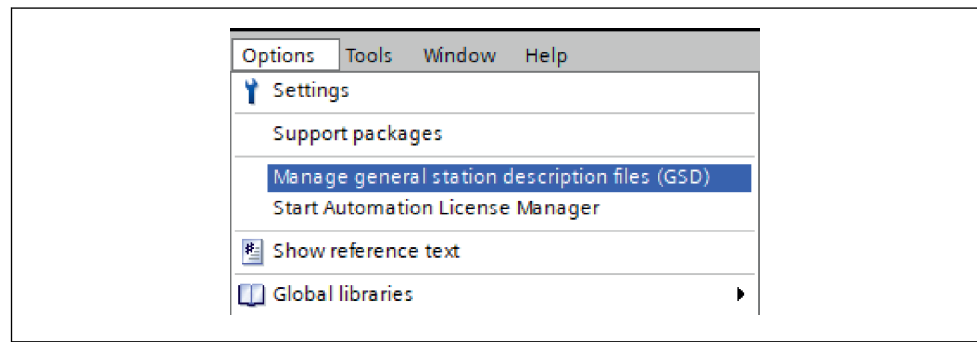 Options Tools Window Help
Settings
Support packages
Manage general station description files (GSD)
Start Automation License Manager
Show reference text
Global libraries